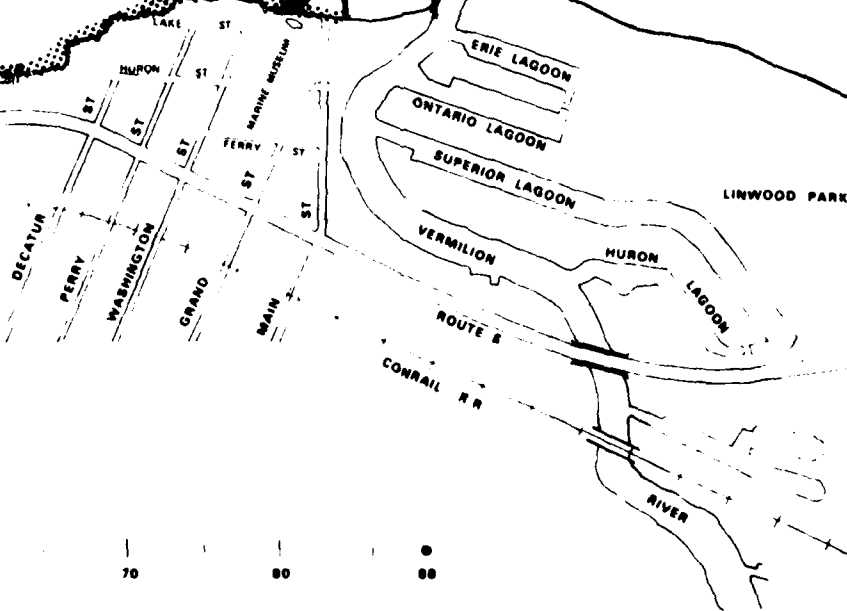 LAKE ST
ERIE LAGOON
HURON ST
MARINE MUSEUM
ST
ONTARIO LAGOON
ST
ST
FERRY ST
SUPERIOR LAGOON
ST
LINWOOD PARK
ST
DECATUR
PERRY
WASHINGTON
GRAND
MAIN
VERMILION
HURON
LAGOON
ROUTE 6
CONRAIL RR
RIVER
70
80